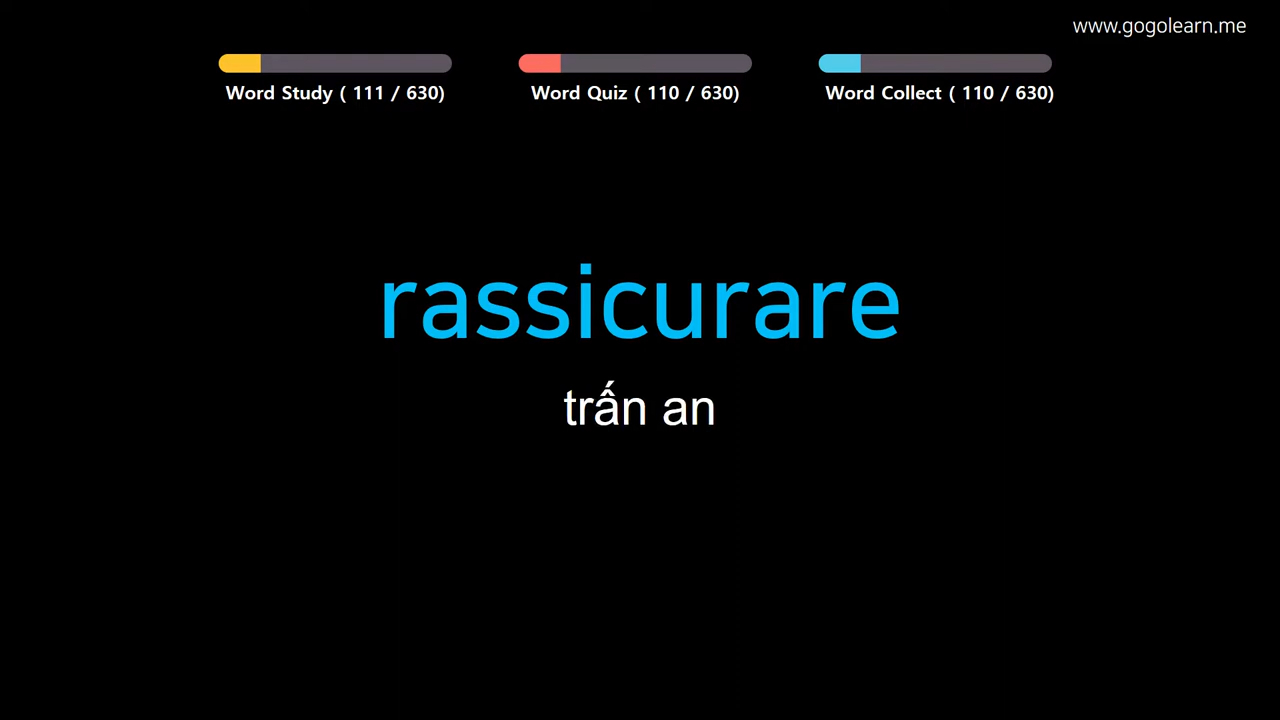 www.gogolearn.me
Word Study ( 111 / 630)
Word Quiz ( 110 / 630)
Word Collect ( 110 / 630)
rassicurare
trấn an